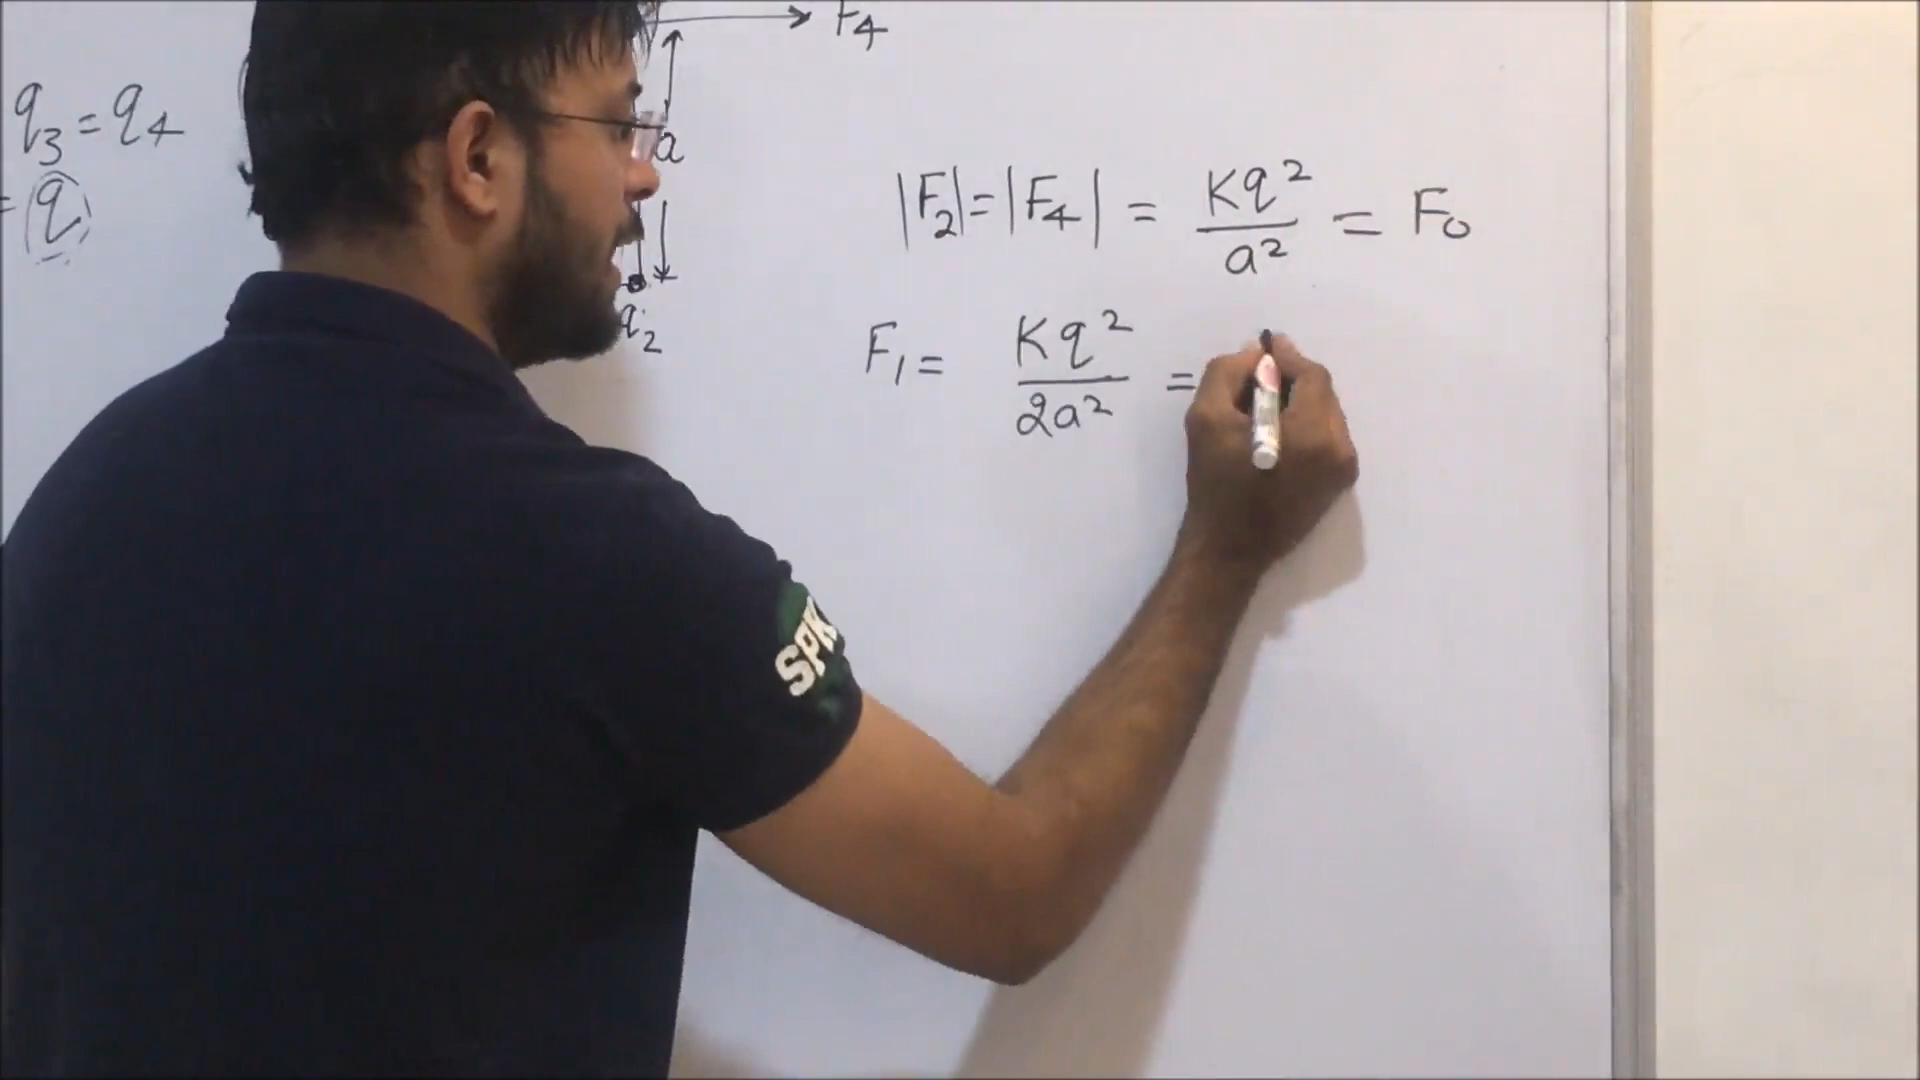 F4
q3 = q4
= q
a
q2
|F2| = |F4| = Kq² / a² = F0
F1 = Kq² / 2a² =
SPK